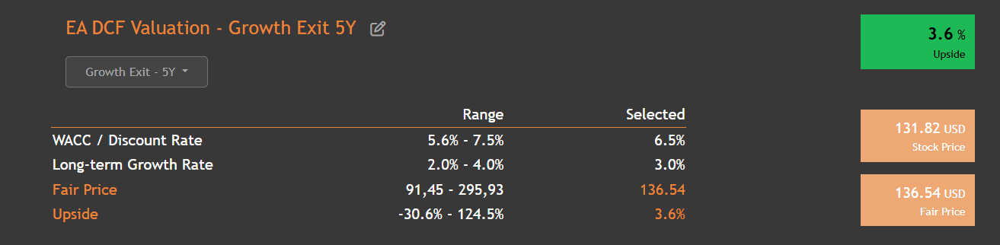 EA DCF Valuation - Growth Exit 5Y
Growth Exit - 5Y
3.6 %
Upside
Range Selected
WACC / Discount Rate 5.6% - 7.5% 6.5%
Long-term Growth Rate 2.0% - 4.0% 3.0%
Fair Price 91,45 - 295,93 136.54
Upside -30.6% - 124.5% 3.6%
131.82 USD
Stock Price
136.54 USD
Fair Price